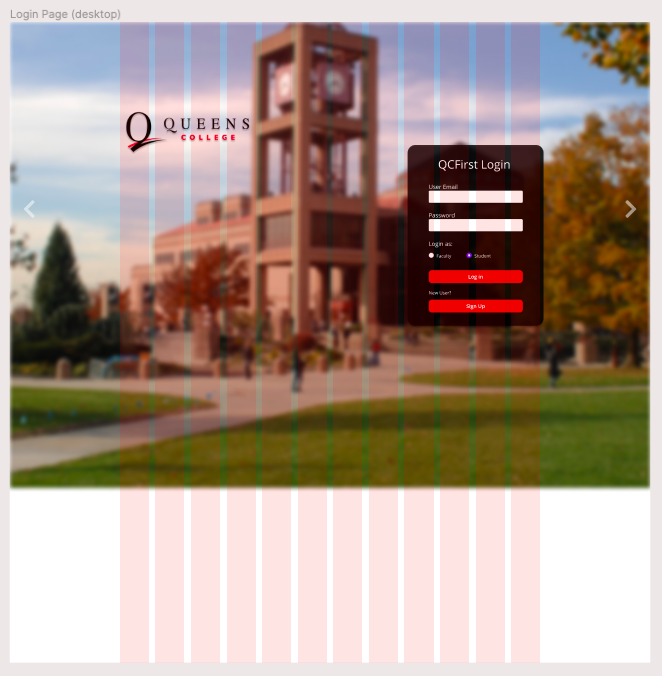 Login Page (desktop)
QUEENS
COLLEGE
QCFirst Login
User Email
Password
Login as:
Faculty Student
Log in
New User?
Sign Up